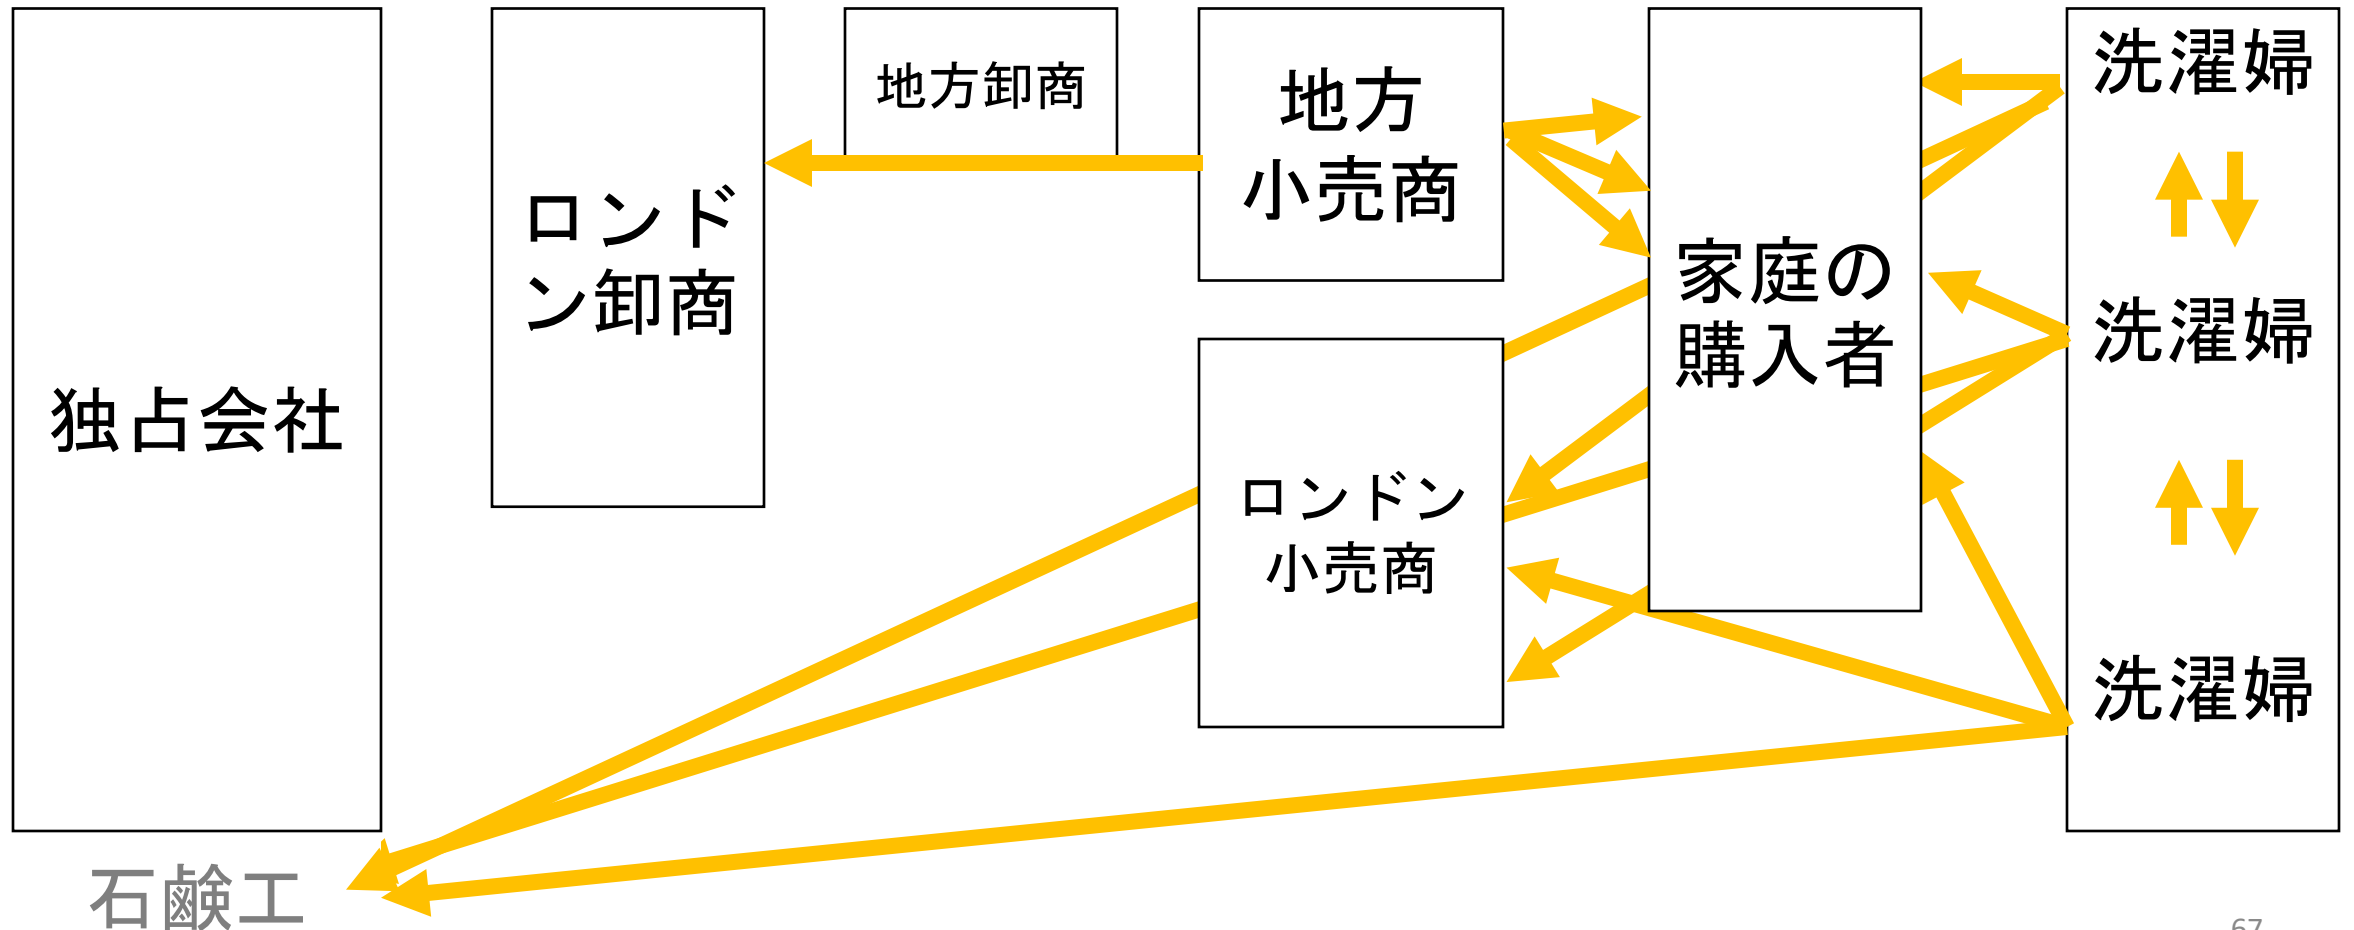 独占会社
ロンド
ン卸商
地方卸商
地方
小売商
ロンドン
小売商
家庭の
購入者
洗濯婦
洗濯婦
洗濯婦
石鹸工
67